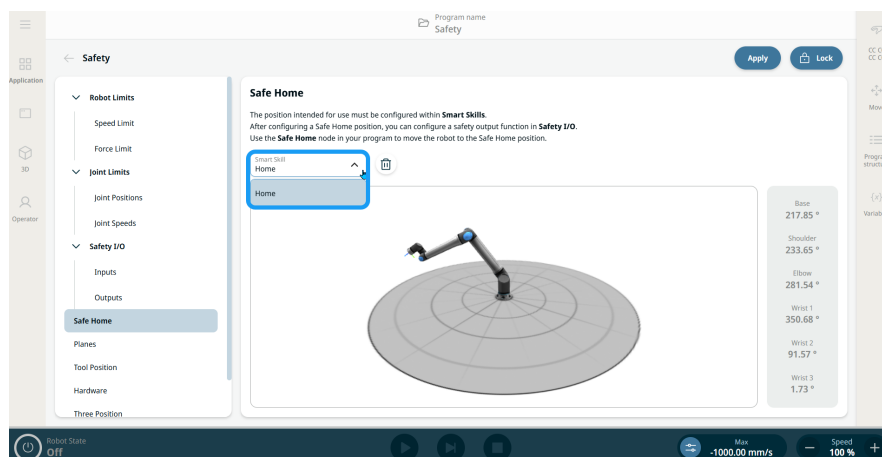 Program name
Safety
Application
3D
Operator
Safety
Apply
Lock
Robot Limits
Speed Limit
Force Limit
Joint Limits
Joint Positions
Joint Speeds
Safety I/O
Inputs
Outputs
Safe Home
Planes
Tool Position
Hardware
Three Position
Safe Home
The position intended for use must be configured within Smart Skills.
After configuring a Safe Home position, you can configure a safety output function in Safety I/O.
Use the Safe Home node in your program to move the robot to the Safe Home position.
Smart Skill
Home
Home
Base
217.85 °
Shoulder
233.65 °
Elbow
281.54 °
Wrist 1
350.68 °
Wrist 2
91.57 °
Wrist 3
1.73 °
Robot State
Off
Max
-1000.00 mm/s
Speed
100 %